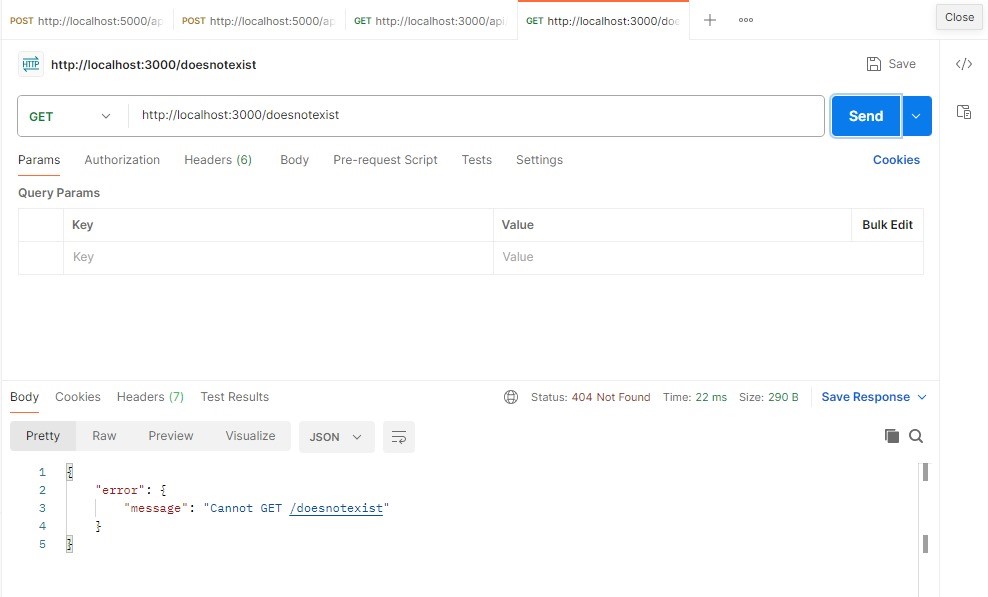 POST http://localhost:5000/ap POST http://localhost:5000/ap GET http://localhost:3000/api GET http://localhost:3000/doe Close
HTTP http://localhost:3000/doesnotexist Save
GET http://localhost:3000/doesnotexist Send
Params Authorization Headers (6) Body Pre-request Script Tests Settings Cookies
Query Params
Key Value Bulk Edit
Key Value
Body Cookies Headers (7) Test Results Status: 404 Not Found Time: 22 ms Size: 290 B Save Response
Pretty Raw Preview Visualize JSON
1 {
2 "error": {
3 "message": "Cannot GET /doesnotexist"
4 }
5 }